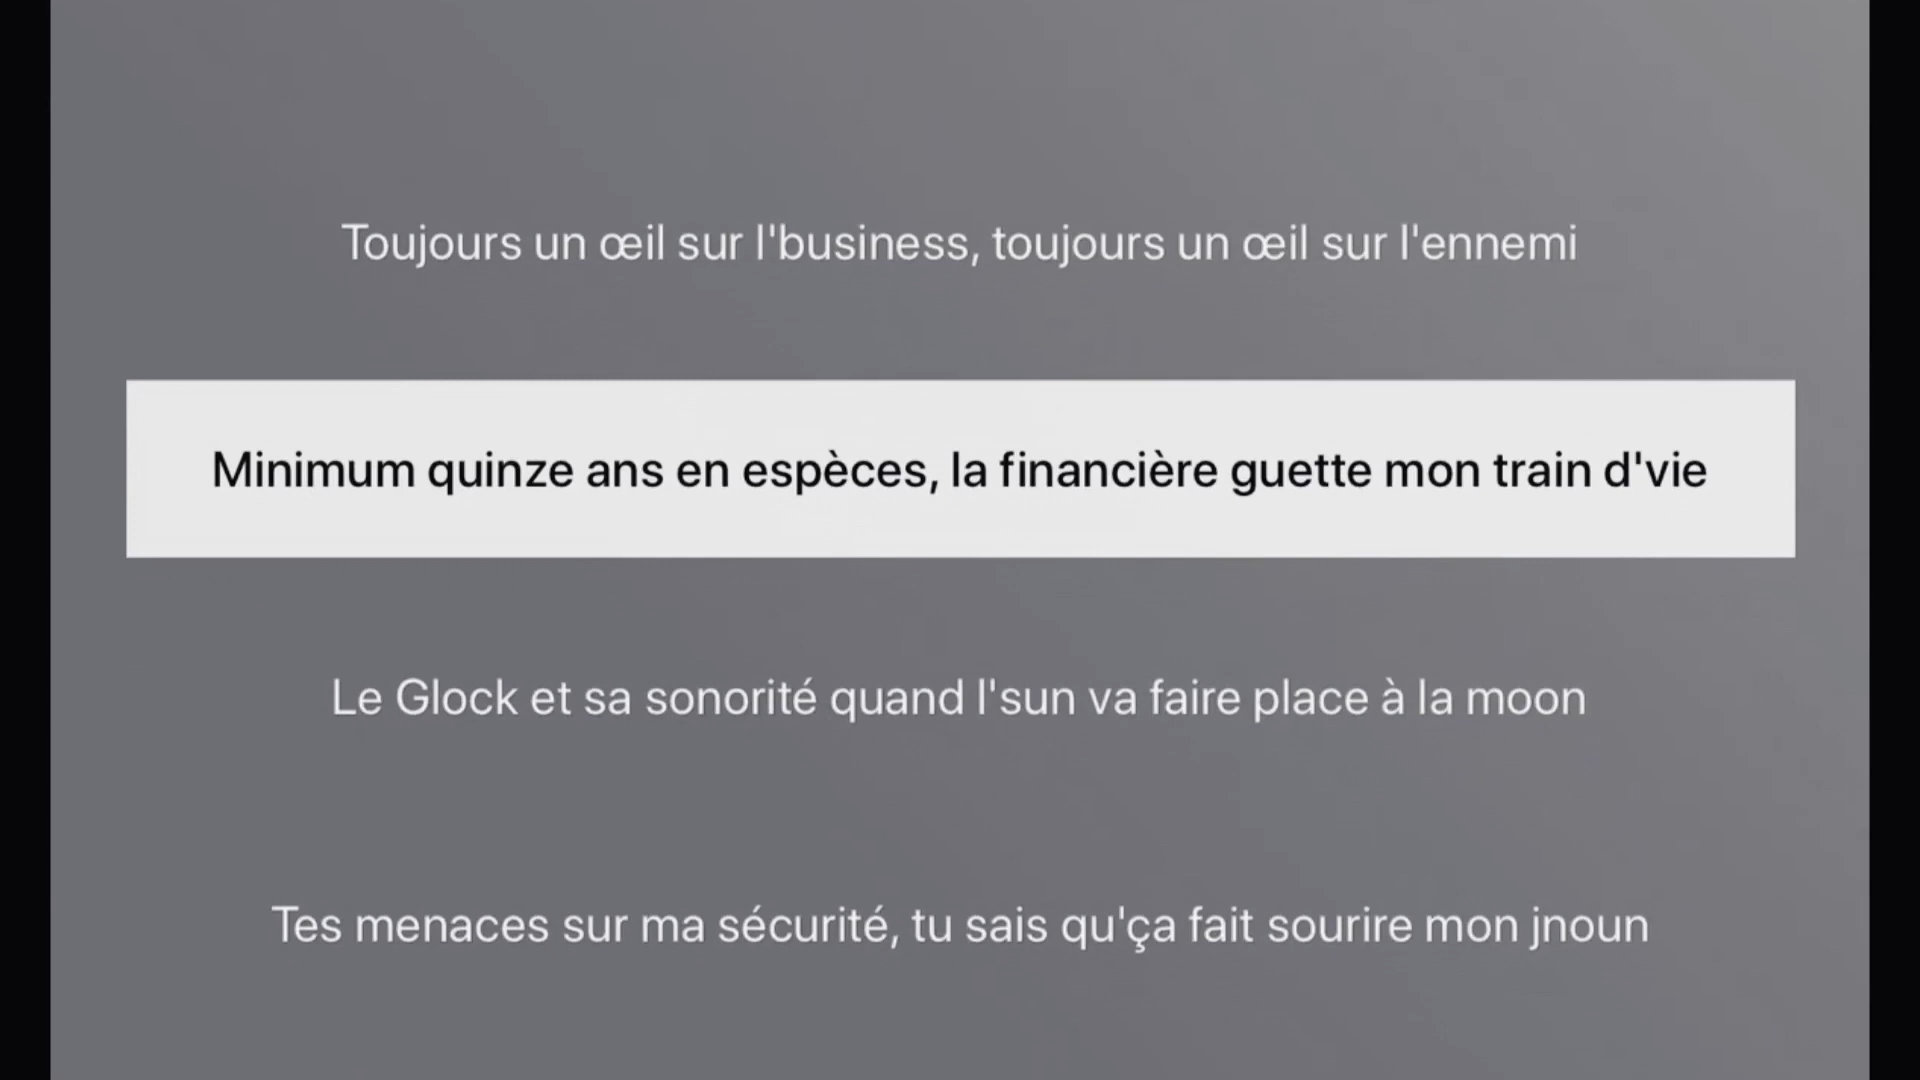 Toujours un œil sur l'business, toujours un œil sur l'ennemi
Minimum quinze ans en espèces, la financière guette mon train d'vie
Le Glock et sa sonorité quand l'sun va faire place à la moon
Tes menaces sur ma sécurité, tu sais qu'ça fait sourire mon jnoun